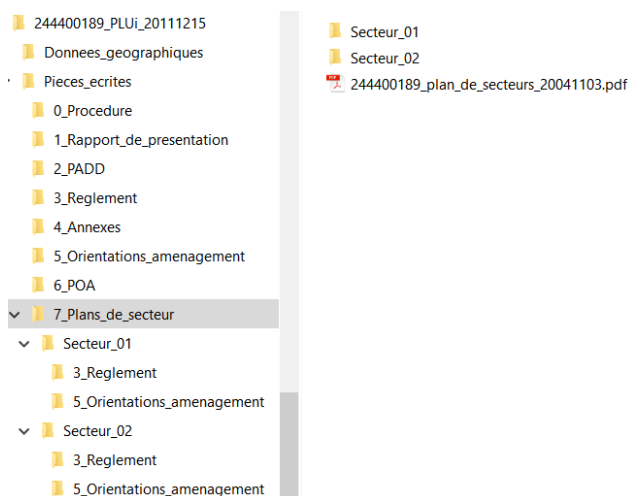 244400189_PLUi_20111215
Donnees_geographiques
Pieces_ecrites
0_Procedure
1_Rapport_de_presentation
2_PADD
3_Reglement
4_Annexes
5_Orientations_amenagement
6_POA
7_Plans_de_secteur
Secteur_01
3_Reglement
5_Orientations_amenagement
Secteur_02
3_Reglement
5_Orientations_amenagement
Secteur_01
Secteur_02
PDF
244400189_plan_de_secteurs_20041103.pdf